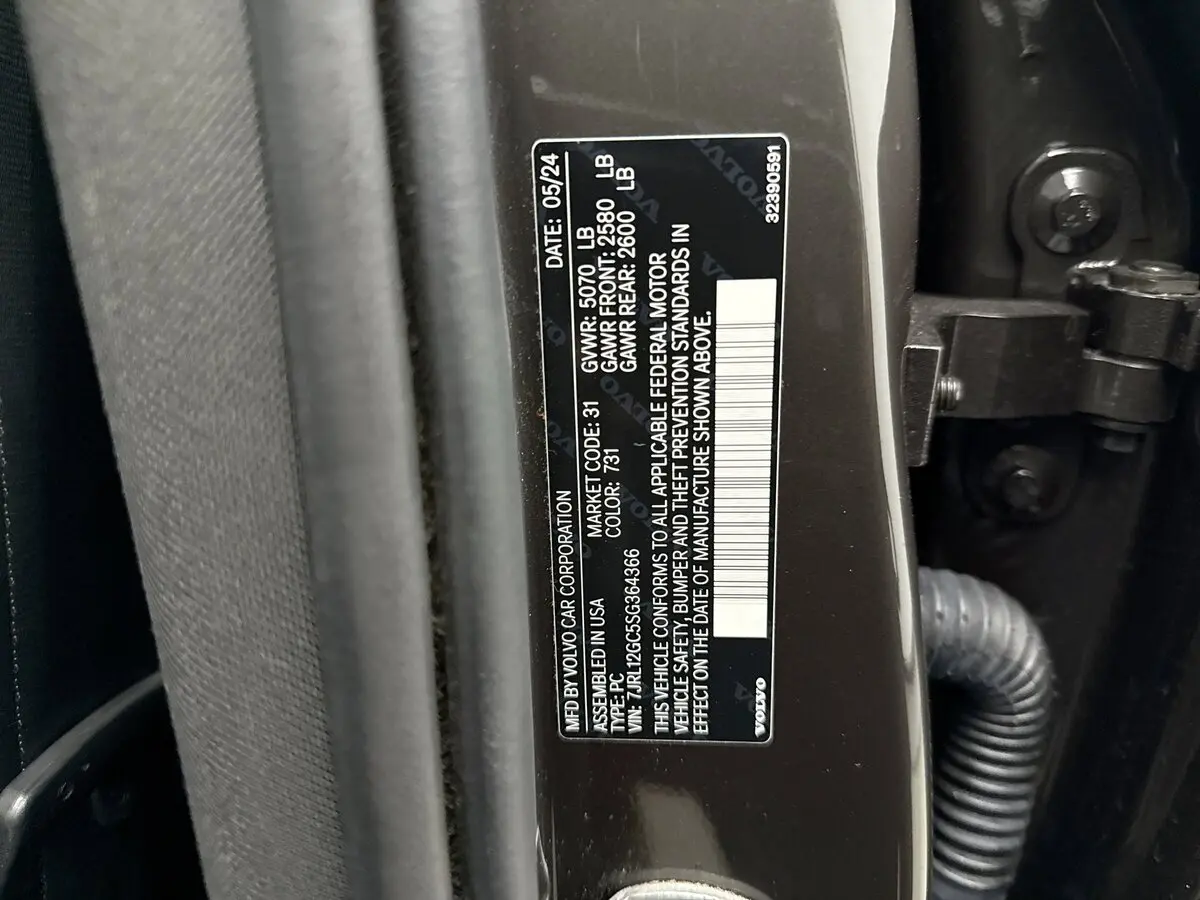 MFD BY VOLVO CAR CORPORATION DATE: 05/24
ASSEMBLED IN USA MARKET CODE: 31 GVWR: 5070 LB
TYPE: PC COLOR: 731 GAWR FRONT: 2580 LB
VIN: 7JRL12GC5SG364366 GAWR REAR: 2600 LB
THIS VEHICLE CONFORMS TO ALL APPLICABLE FEDERAL MOTOR
VEHICLE SAFETY, BUMPER AND THEFT PREVENTION STANDARDS IN
EFFECT ON THE DATE OF MANUFACTURE SHOWN ABOVE.
VOLVO 32390591